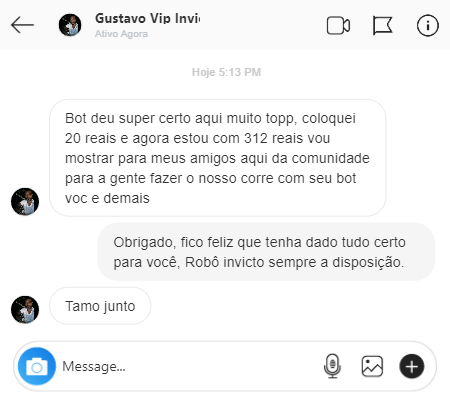 Gustavo Vip Invi
Ativo Agora
Hoje 5:13 PM
Bot deu super certo aqui muito topp, coloquei
20 reais e agora estou com 312 reais vou
mostrar para meus amigos aqui da comunidade
para a gente fazer o nosso corre com seu bot
voc e demais
Obrigado, fico feliz que tenha dado tudo certo
para você, Robô invicto sempre a disposição.
Tamo junto
Message...